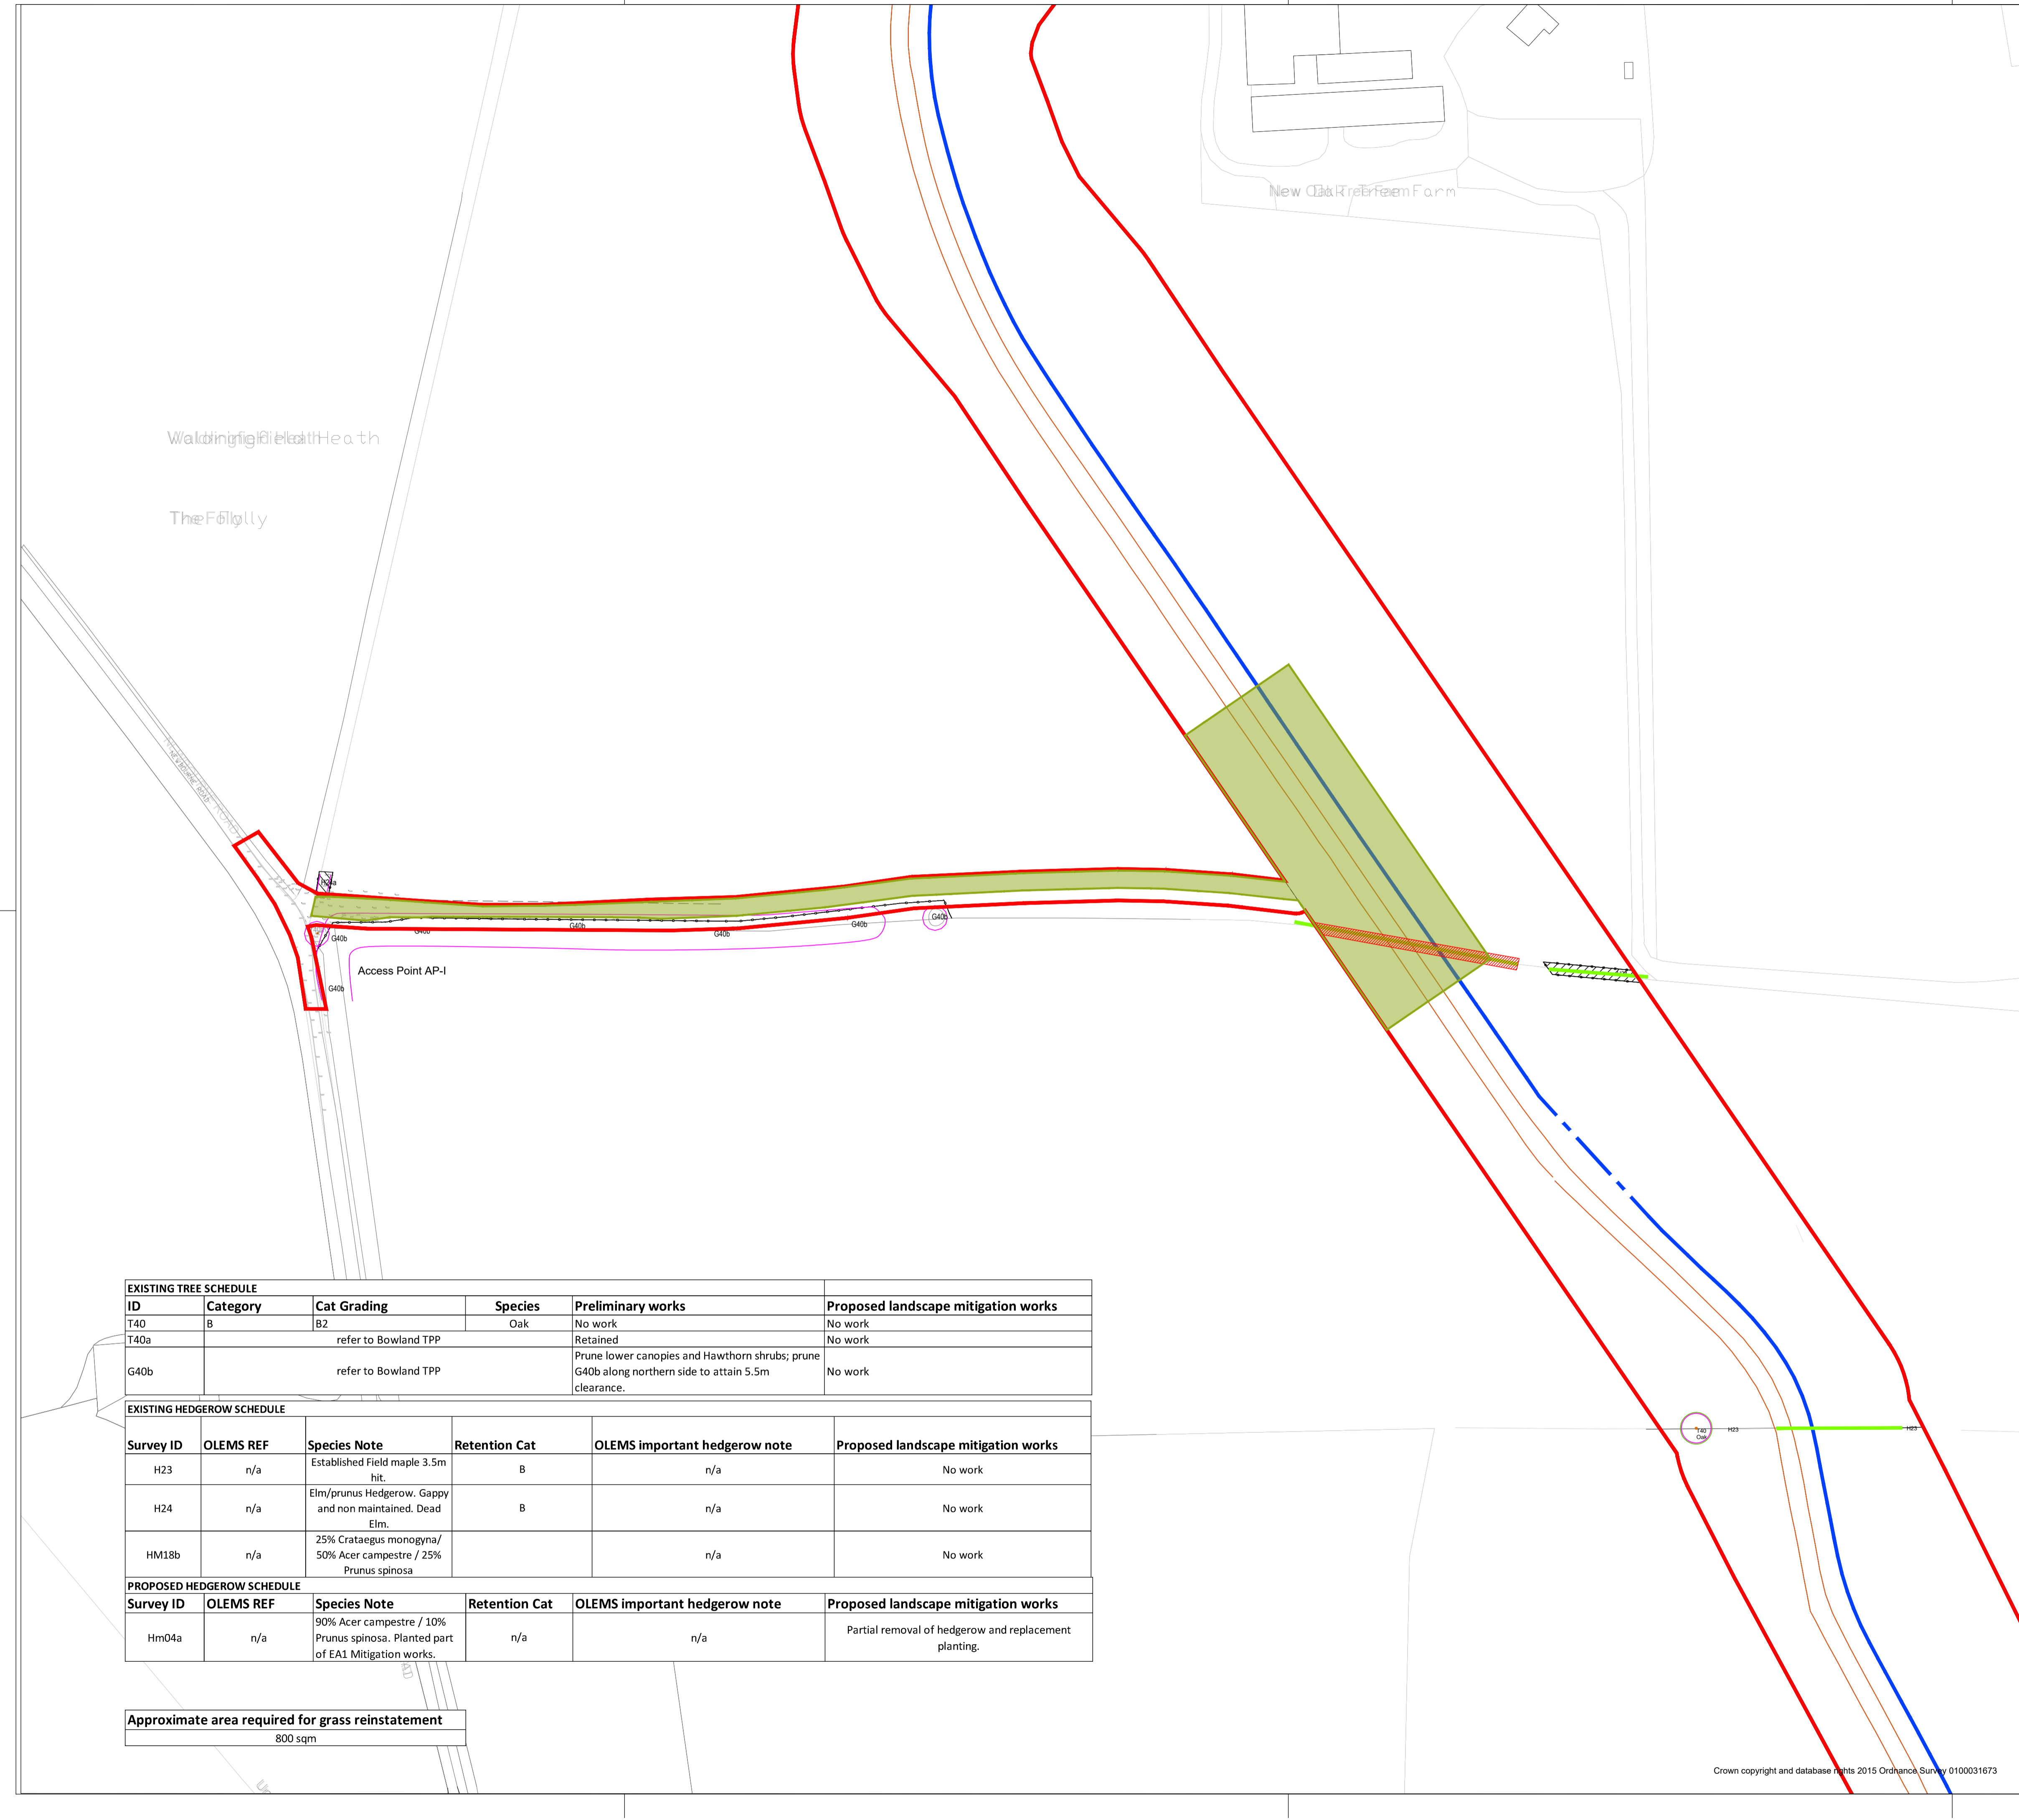 New Oak Tree Farm
Waldringfield Heath
The Folly
H24a
G40b
G40b
G40b
G40b
G40b
G40b
G40b
Access Point AP-I
T40
Oak
H23
H23
EXISTING TREE SCHEDULE
ID Category Cat Grading Species Preliminary works Proposed landscape mitigation works
T40 B B2 Oak No work No work
T40a refer to Bowland TPP Retained No work
Prune lower canopies and Hawthorn shrubs; prune
G40b refer to Bowland TPP G40b along northern side to attain 5.5m No work
clearance.
EXISTING HEDGEROW SCHEDULE
Survey ID OLEMS REF Species Note Retention Cat OLEMS important hedgerow note Proposed landscape mitigation works
Established Field maple 3.5m
H23 n/a hit. B n/a No work
Elm/prunus Hedgerow. Gappy
H24 n/a and non maintained. Dead B n/a No work
Elm.
25% Crataegus monogyna/
HM18b n/a 50% Acer campestre / 25% n/a No work
Prunus spinosa
PROPOSED HEDGEROW SCHEDULE
Survey ID OLEMS REF Species Note Retention Cat OLEMS important hedgerow note Proposed landscape mitigation works
90% Acer campestre / 10%
Hm04a n/a Prunus spinosa. Planted part n/a n/a Partial removal of hedgerow and replacement
of EA1 Mitigation works. planting.
Approximate area required for grass reinstatement
800 sqm
Crown copyright and database rights 2015 Ordnance Survey 0100031673